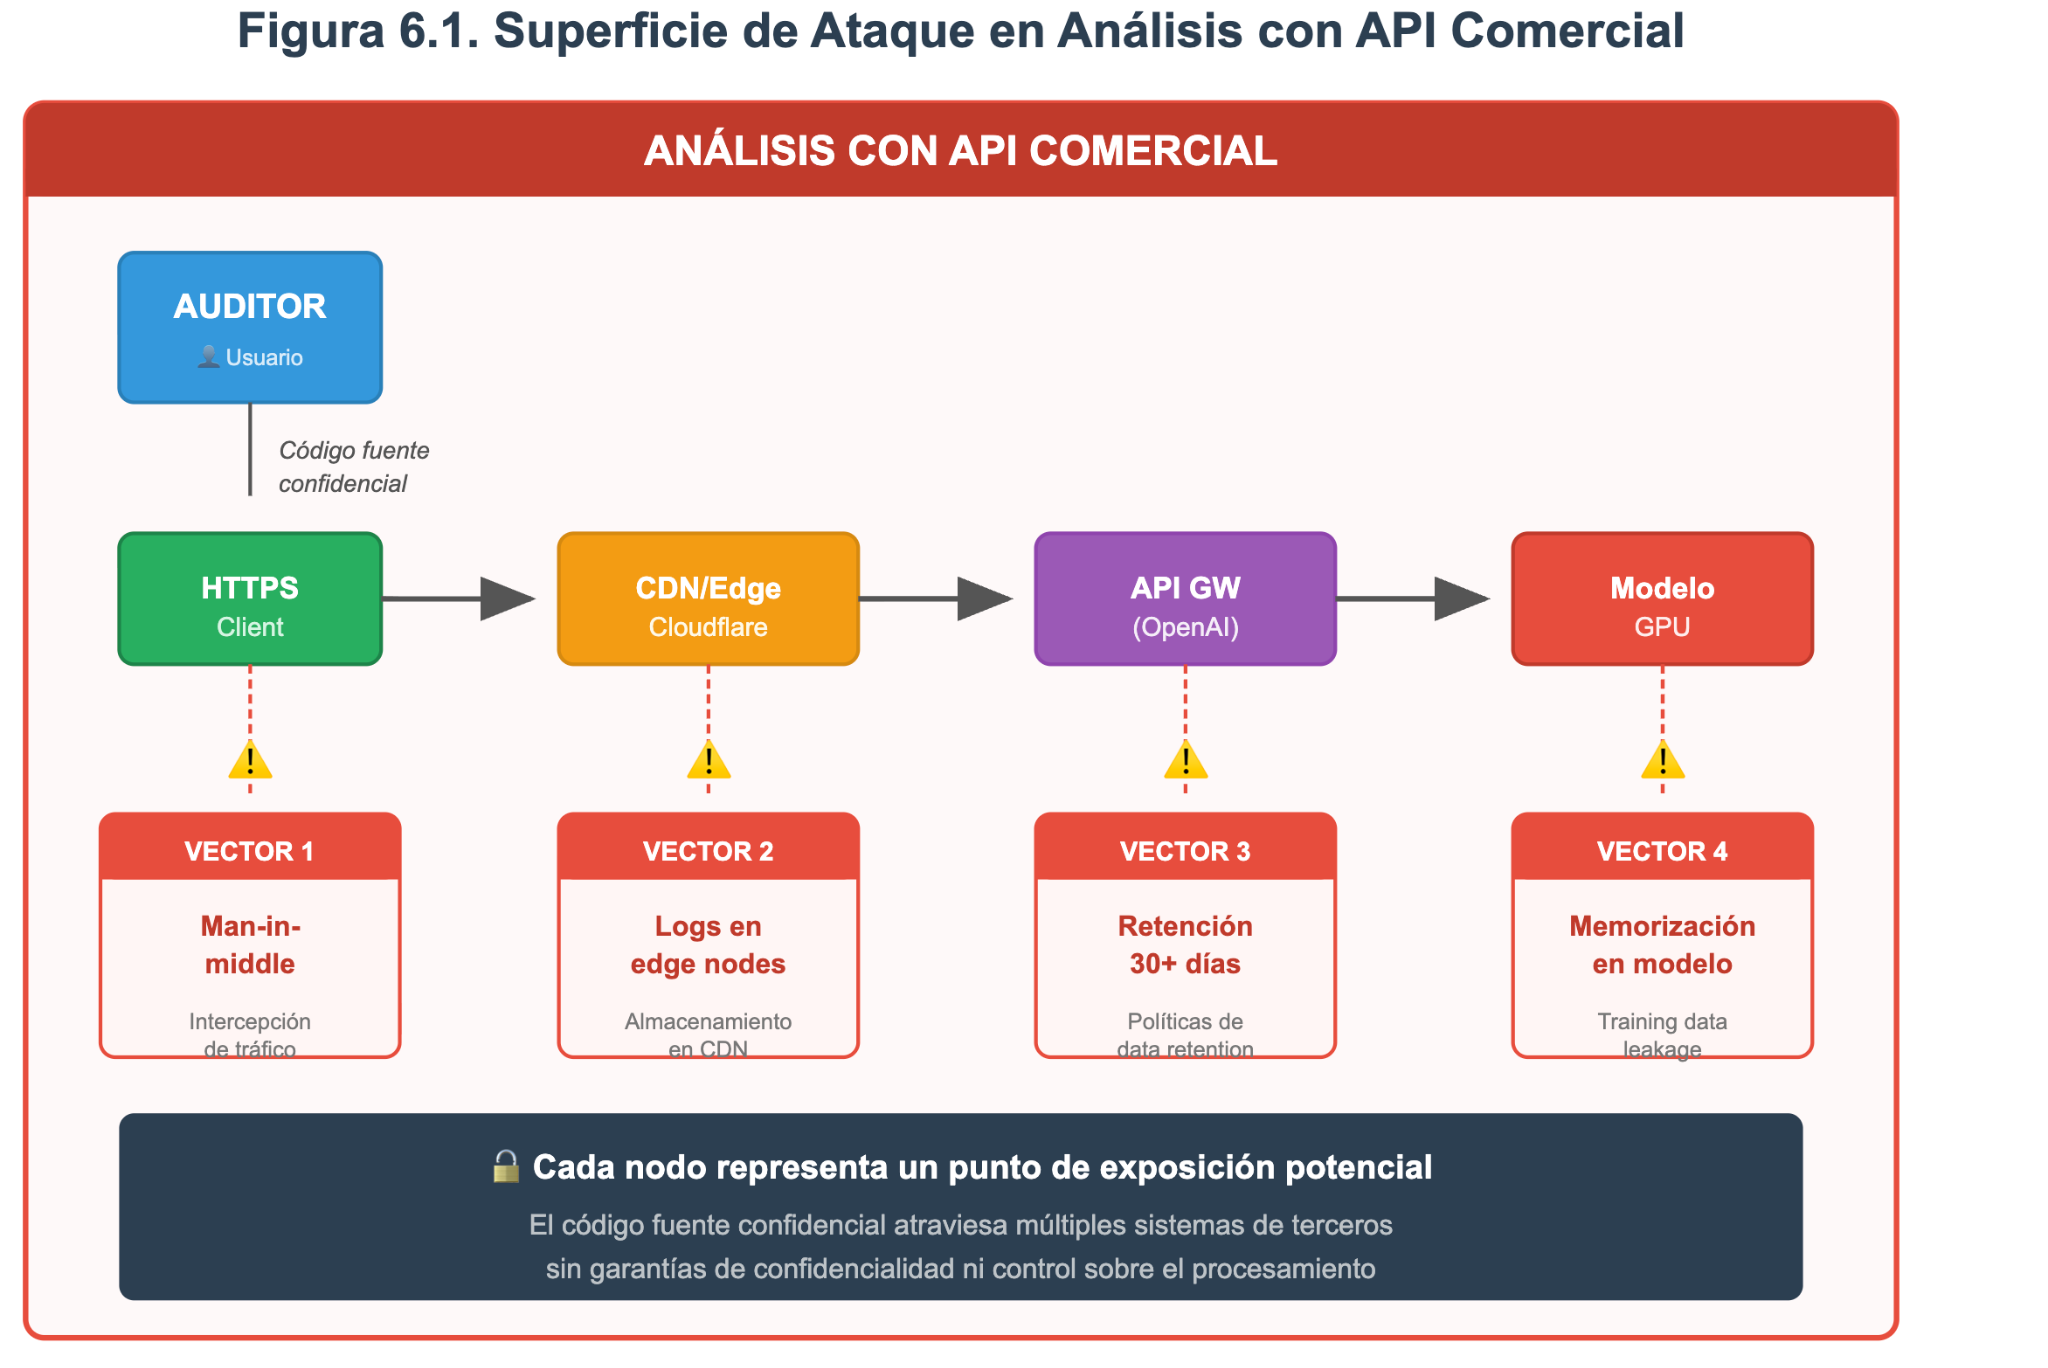 Figura 6.1. Superficie de Ataque en Análisis con API Comercial
ANÁLISIS CON API COMERCIAL
AUDITOR
👤 Usuario
Código fuente
confidencial
HTTPS
Client
CDN/Edge
Cloudflare
API GW
(OpenAI)
Modelo
GPU
VECTOR 1
Man-in-
middle
Intercepción
de tráfico
VECTOR 2
Logs en
edge nodes
Almacenamiento
en CDN
VECTOR 3
Retención
30+ días
Políticas de
data retention
VECTOR 4
Memorización
en modelo
Training data
leakage
🔓 Cada nodo representa un punto de exposición potencial
El código fuente confidencial atraviesa múltiples sistemas de terceros
sin garantías de confidencialidad ni control sobre el procesamiento